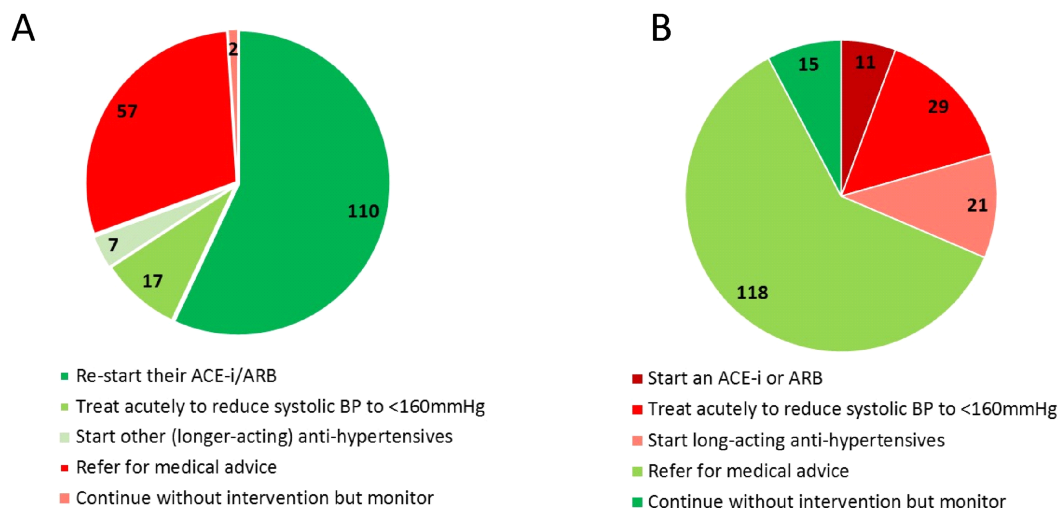 A
2
57
110
7
17
Re-start their ACE-i/ARB
Treat acutely to reduce systolic BP to <160mmHg
Start other (longer-acting) anti-hypertensives
Refer for medical advice
Continue without intervention but monitor
B
15
11
29
21
118
Start an ACE-i or ARB
Treat acutely to reduce systolic BP to <160mmHg
Start long-acting anti-hypertensives
Refer for medical advice
Continue without intervention but monitor